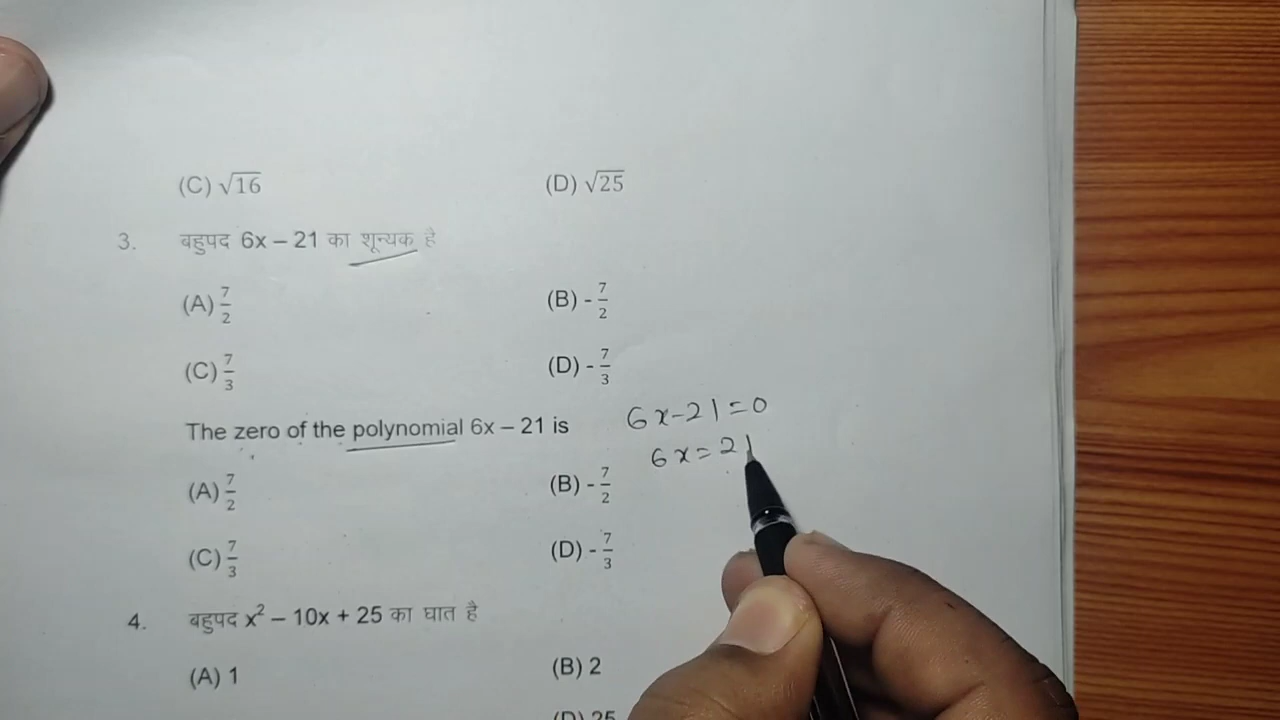 (C) √16 (D) √25
3. बहुपद 6x – 21 का शून्यक है
(A) 7/2 (B) - 7/2
(C) 7/3 (D) - 7/3
The zero of the polynomial 6x – 21 is
6x-21=0
6x=21
(A) 7/2 (B) - 7/2
(C) 7/3 (D) - 7/3
4. बहुपद x² – 10x + 25 का घात है
(A) 1 (B) 2
(D) 25